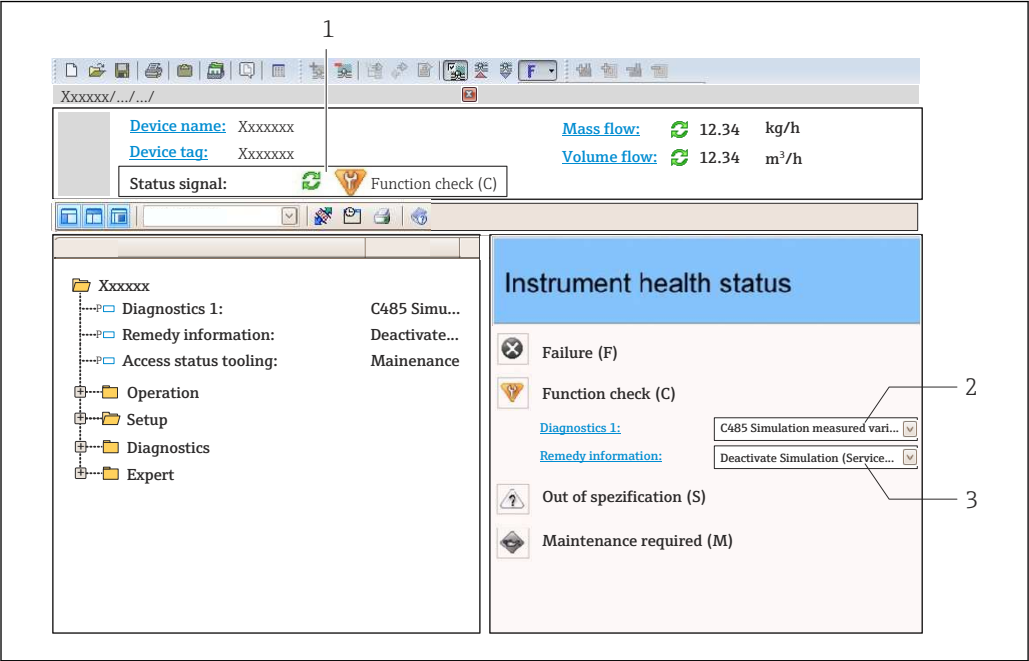 1
F
Xxxxxx/.../.../
Device name: Xxxxxxx
Mass flow: 12.34 kg/h
Device tag: Xxxxxxx
Volume flow: 12.34 m³/h
Status signal: Function check (C)
Instrument health status
Xxxxxx
Diagnostics 1: C485 Simu...
Remedy information: Deactivate...
Access status tooling: Mainenance
Operation
Setup
Diagnostics
Expert
Failure (F)
Function check (C)
2
Diagnostics 1: C485 Simulation measured vari...
Remedy information: Deactivate Simulation (Service...
Out of spezification (S)
3
Maintenance required (M)